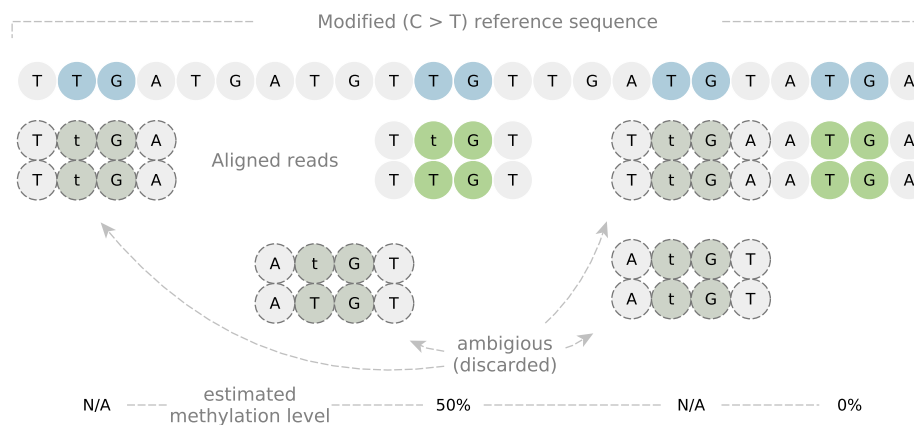 Modified (C > T) reference sequence
T T G A T G A T G T T G T T G A T G T A T G A
T t G A Aligned reads T t G T T t G A A T G A
T t G A T T G T T t G A A T G A
A t G T A t G T
A T G T A t G T
ambigious
(discarded)
estimated
N/A 50% N/A 0%
methylation level